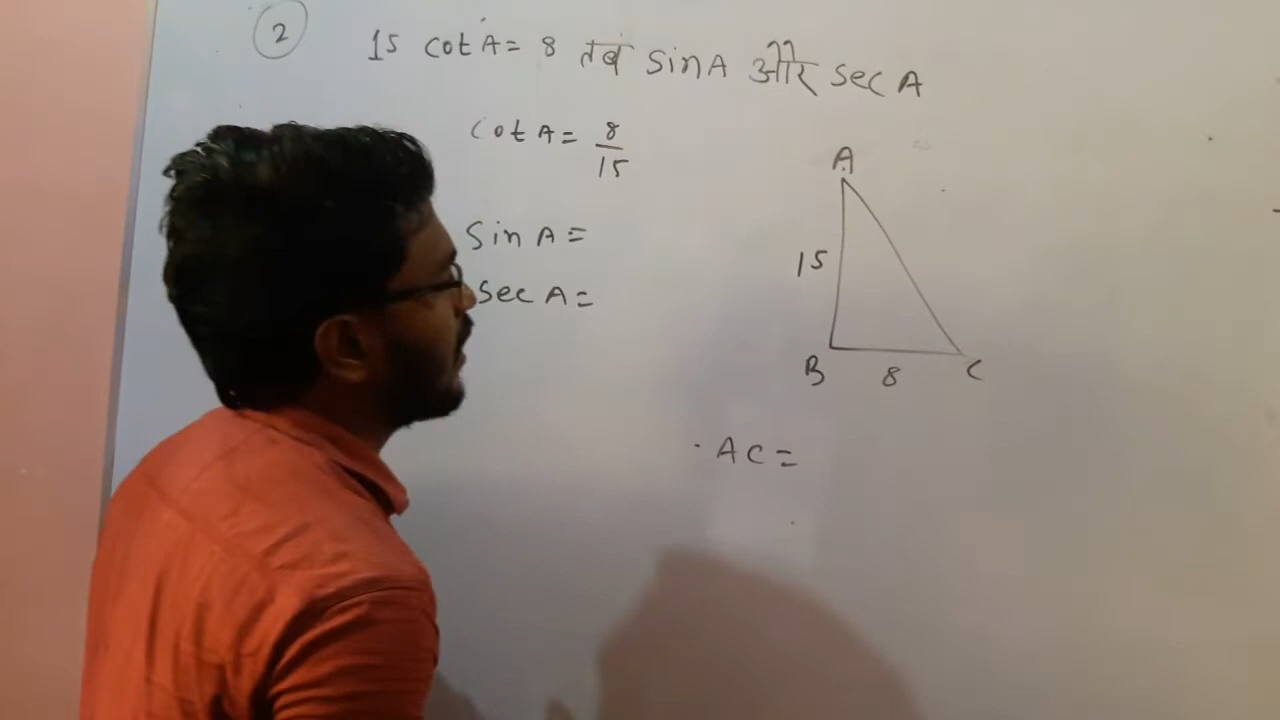 2 15 cot A = 8 तब sin A और sec A
cot A = 8/15
sin A =
sec A =
A
15
B 8 C
AC =